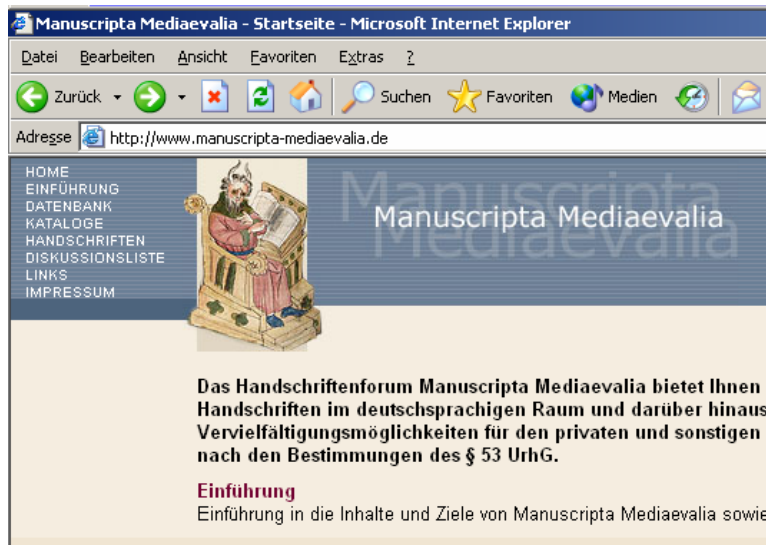 Manuscripta Mediaevalia - Startseite - Microsoft Internet Explorer
Datei Bearbeiten Ansicht Favoriten Extras ?
Zurück Suchen Favoriten Medien
Adresse http://www.manuscripta-mediaevalia.de
HOME
EINFÜHRUNG
DATENBANK
KATALOGE
HANDSCHRIFTEN
DISKUSSIONSLISTE
LINKS
IMPRESSUM
Manuscripta
Mediaevalia
Manuscripta Mediaevalia
Das Handschriftenforum Manuscripta Mediaevalia bietet Ihnen
Handschriften im deutschsprachigen Raum und darüber hinaus
Vervielfältigungsmöglichkeiten für den privaten und sonstigen
nach den Bestimmungen des § 53 UrhG.
Einführung
Einführung in die Inhalte und Ziele von Manuscripta Mediaevalia sowie